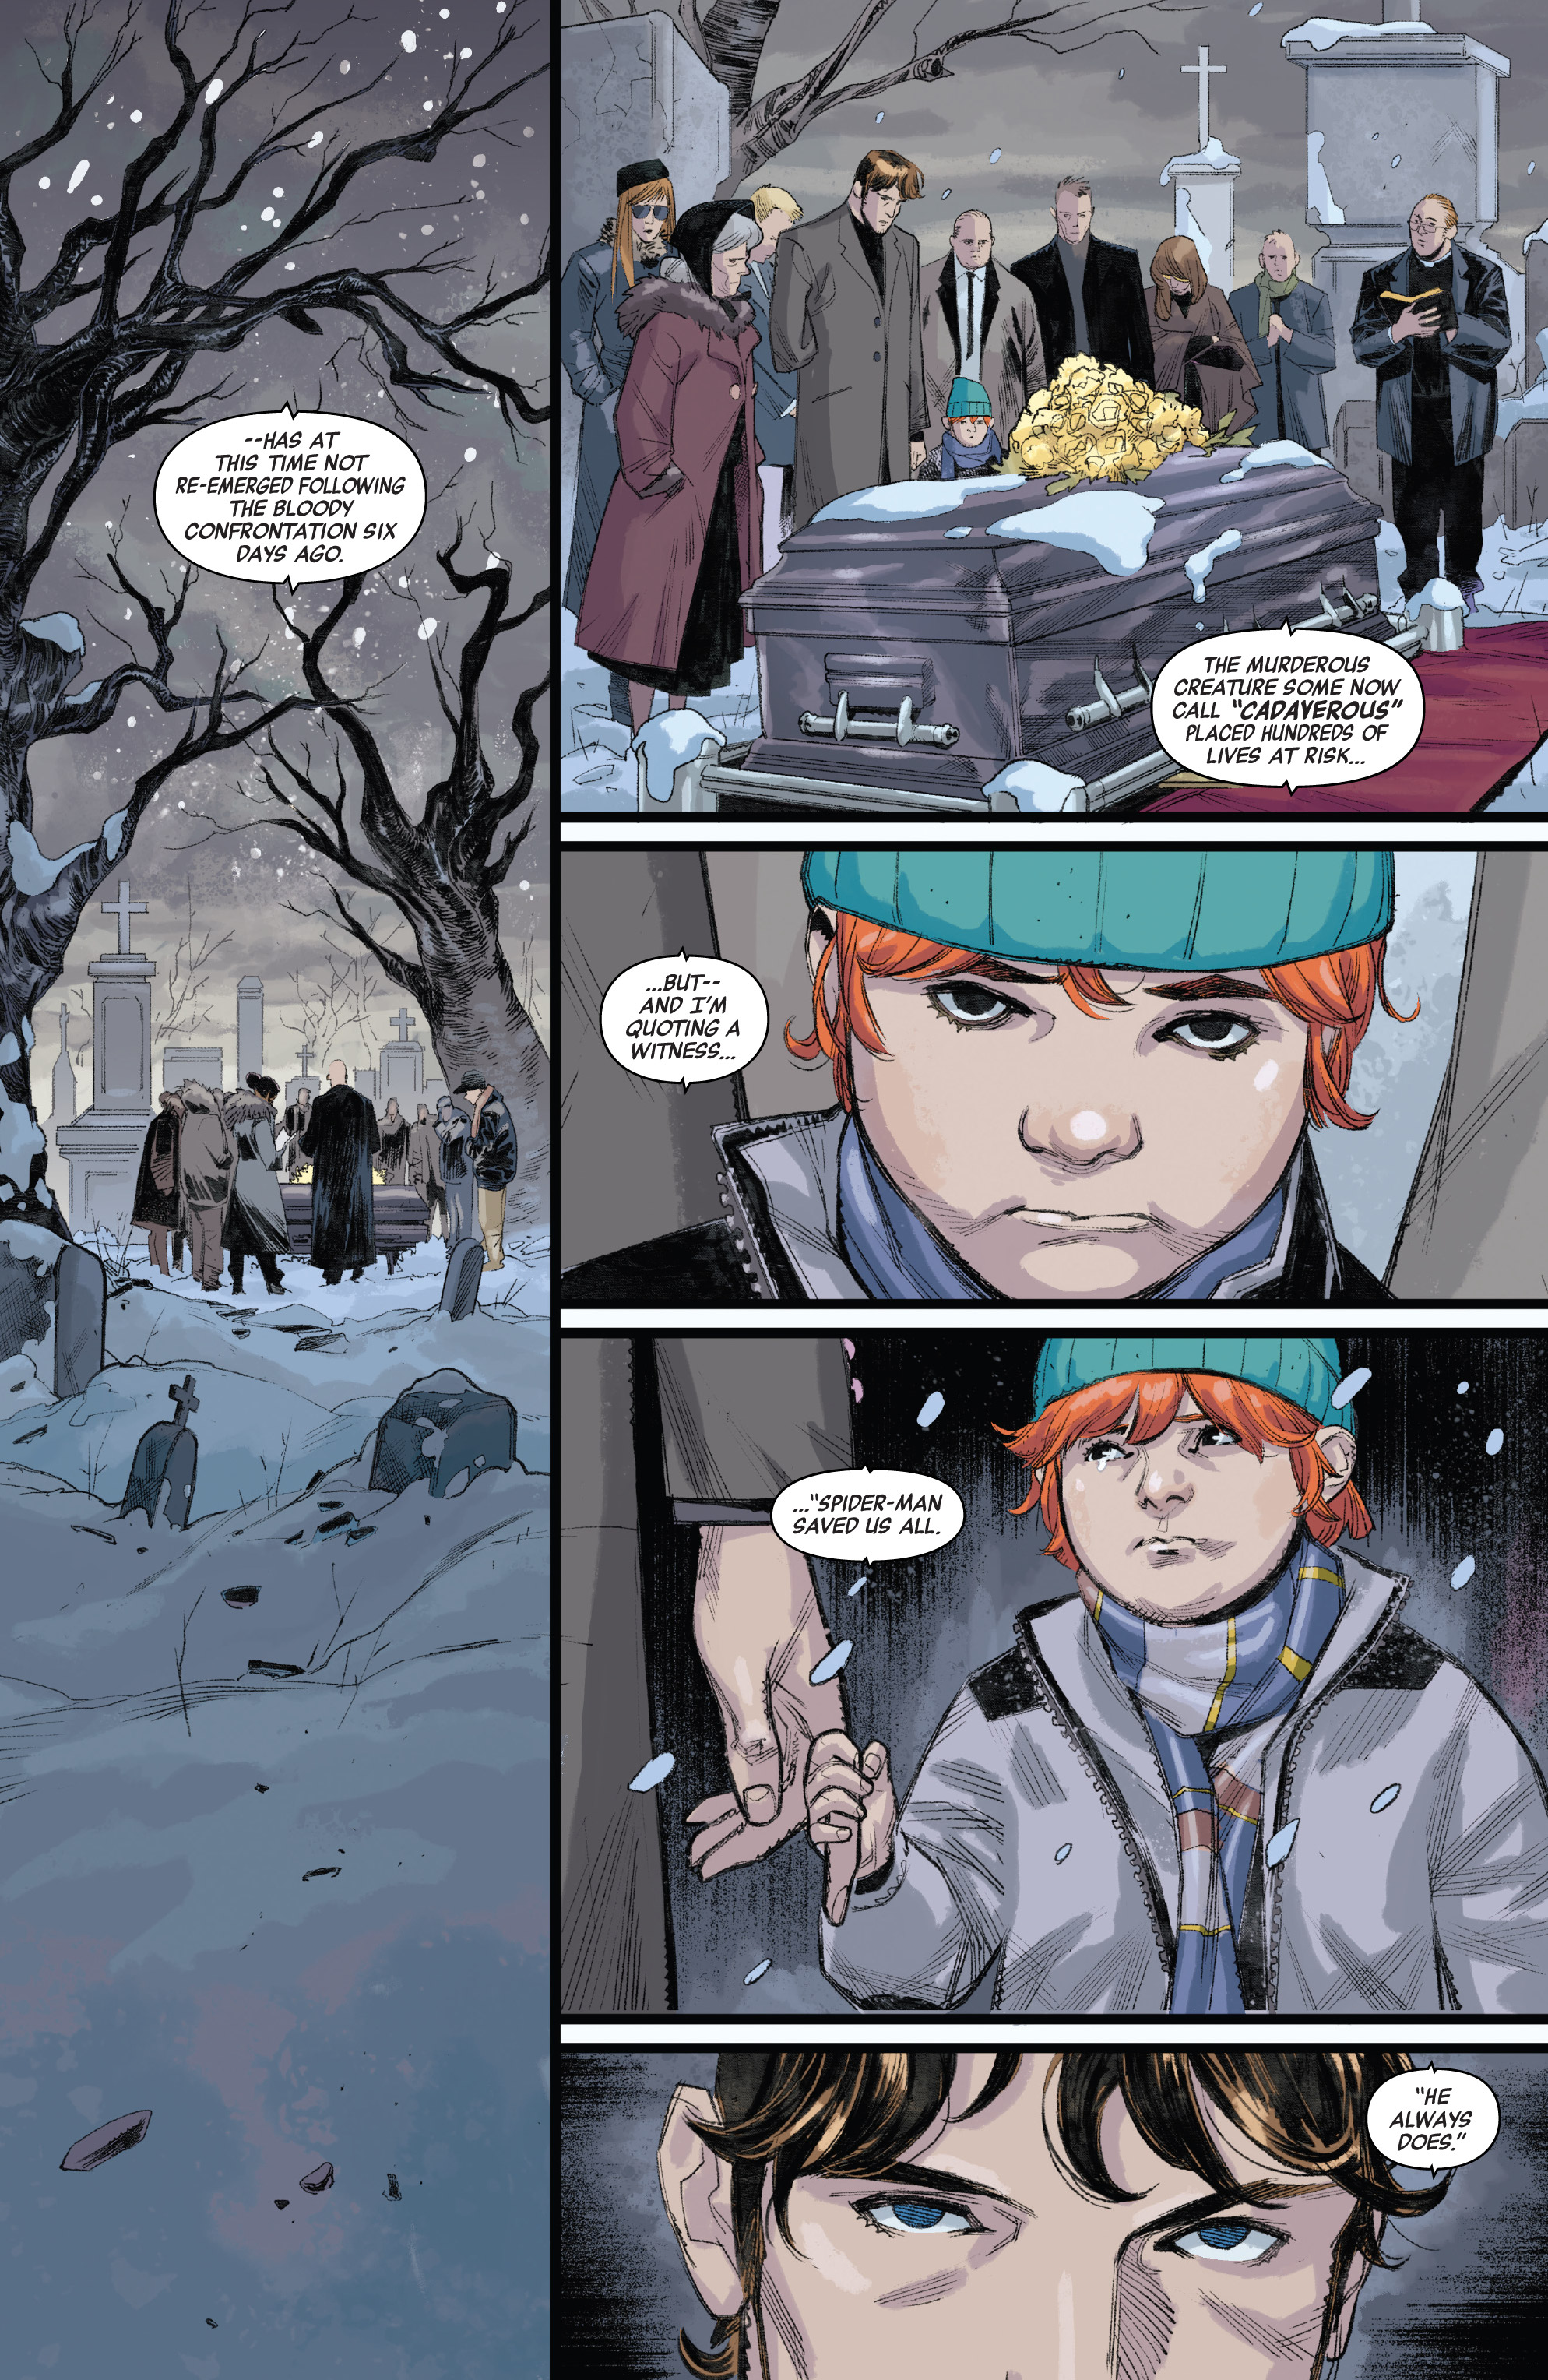 --HAS AT
THIS TIME NOT
RE-EMERGED FOLLOWING
THE BLOODY
CONFRONTATION SIX
DAYS AGO.
THE MURDEROUS
CREATURE SOME NOW
CALL "CADAVEROUS"
PLACED HUNDREDS OF
LIVES AT RISK...
...BUT--
AND I'M
QUOTING A
WITNESS...
..."SPIDER-MAN
SAVED US ALL.
"HE
ALWAYS
DOES."